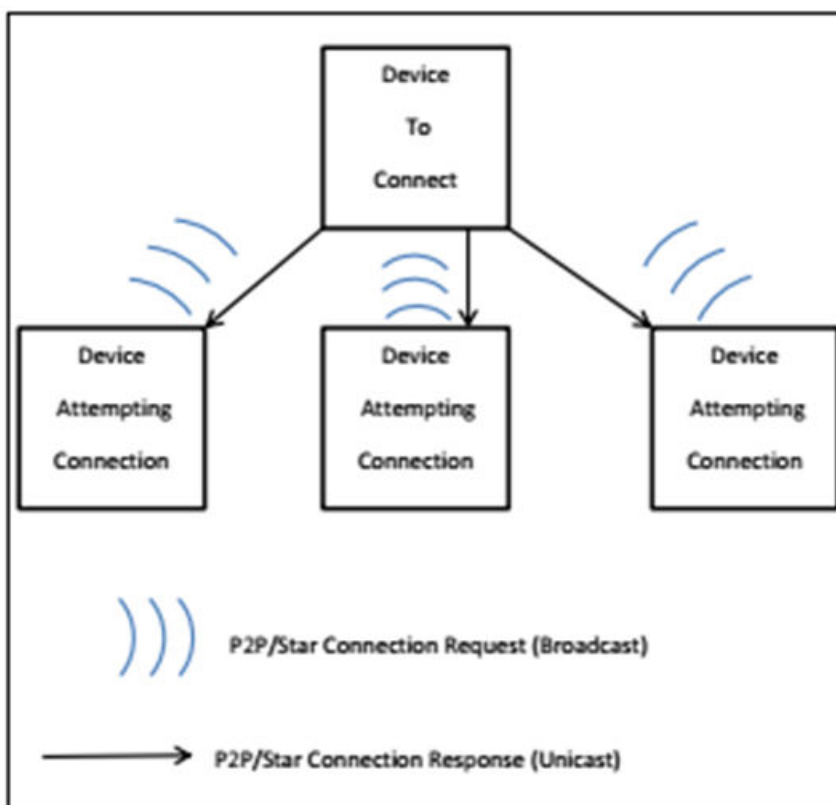 Device
To
Connect
Device
Attempting
Connection
Device
Attempting
Connection
Device
Attempting
Connection
P2P/Star Connection Request (Broadcast)
P2P/Star Connection Response (Unicast)